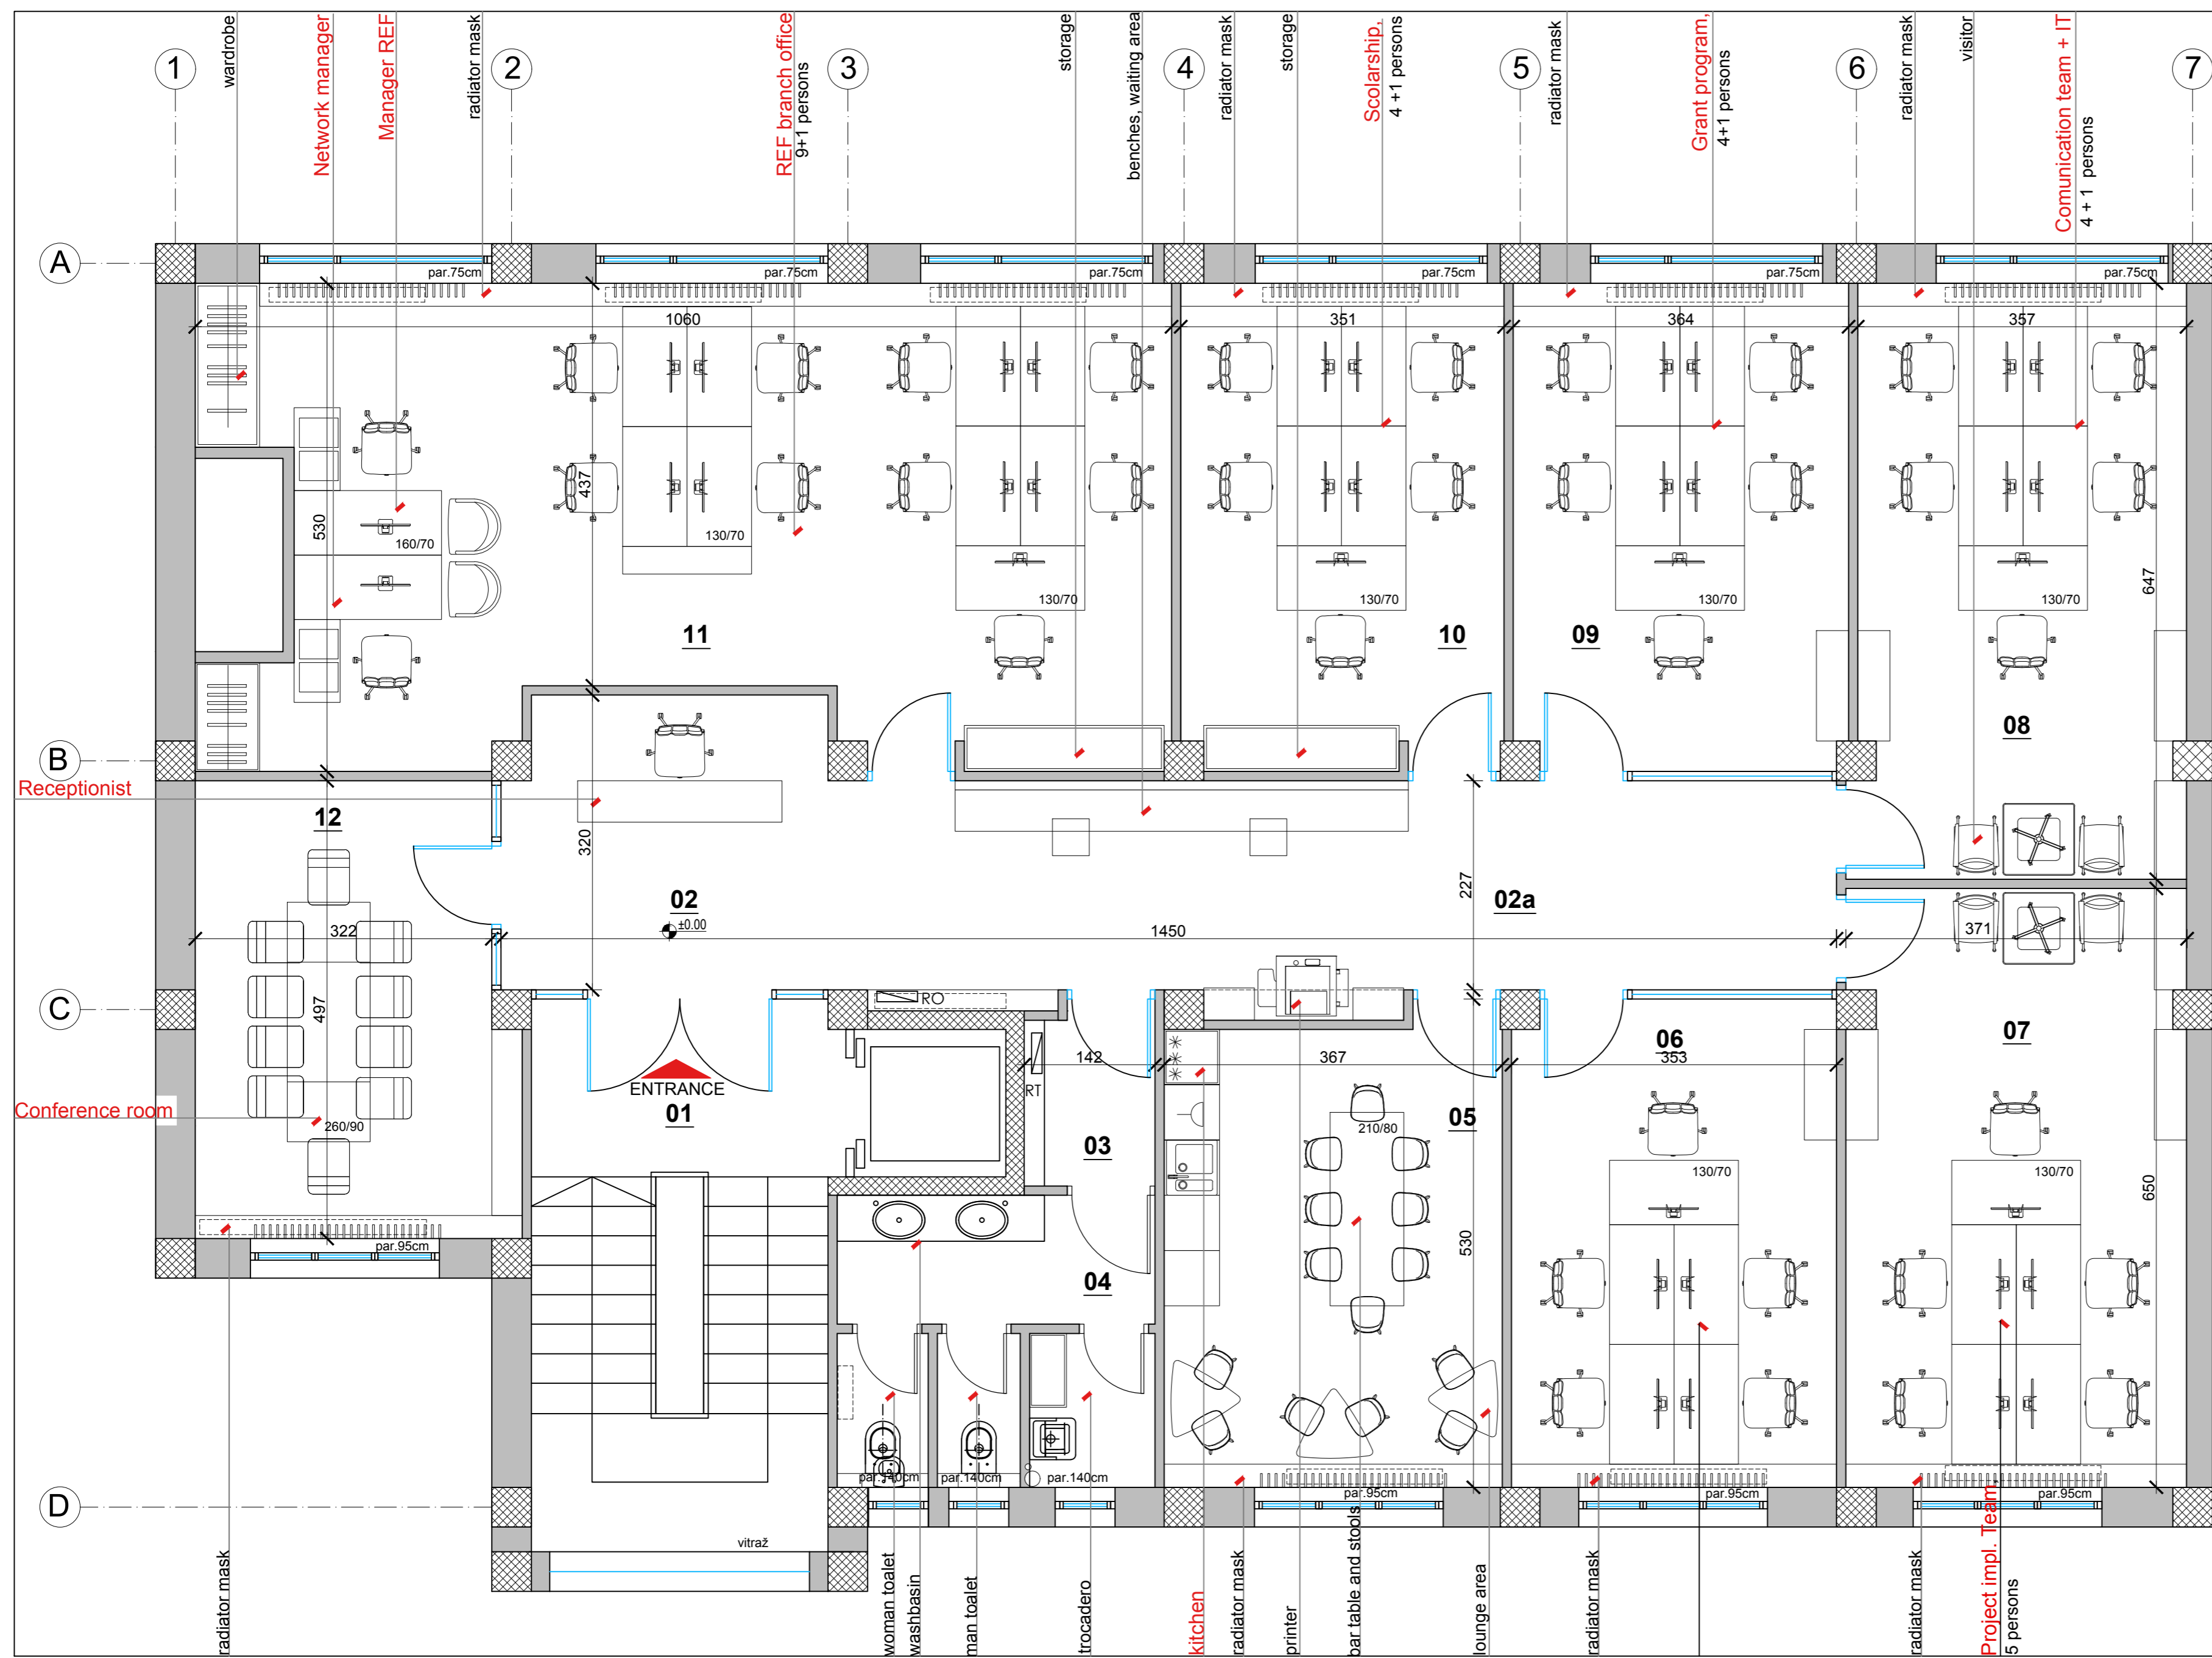 wardrobe
Network manager
Manager REF
radiator mask
REF branch office
9+1 persons
storage
benches, waiting area
radiator mask
storage
Scolarship,
4 +1 persons
radiator mask
Grant program,
4+1 persons
radiator mask
visitor
Comunication team + IT
4 + 1 persons
1
2
3
4
5
6
7
A
par.75cm
par.75cm
par.75cm
par.75cm
par.75cm
par.75cm
1060
351
364
357
437
530
160/70
130/70
130/70
130/70
130/70
130/70
647
11
10
09
08
B
Receptionist
12
320
227
02
±0.00
02a
322
1450
371
C
497
RO
RT
142
367
353
06
07
ENTRANCE
01
Conference room
260/90
03
210/80
05
130/70
130/70
650
530
04
par.95cm
par.140cm
par.140cm
par.140cm
par.95cm
par.95cm
par.95cm
D
vitraž
radiator mask
woman toalet
washbasin
man toalet
trocadero
kitchen
radiator mask
printer
bar table and stools
lounge area
radiator mask
radiator mask
Project impl. Team,
5 persons